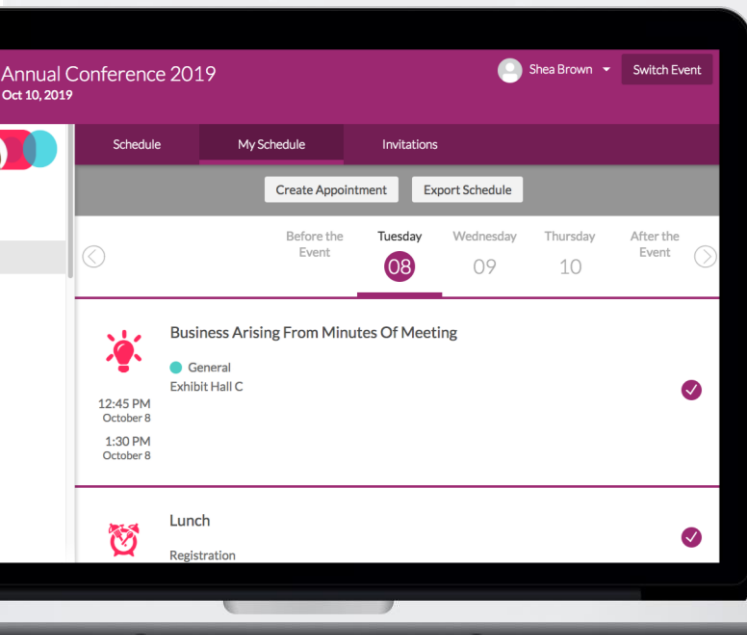 Annual Conference 2019
Oct 10, 2019
Shea Brown
Switch Event
Schedule
My Schedule
Invitations
Create Appointment
Export Schedule
Before the
Event
Tuesday
08
Wednesday
09
Thursday
10
After the
Event
Business Arising From Minutes Of Meeting
General
Exhibit Hall C
12:45 PM
October 8
1:30 PM
October 8
Lunch
Registration